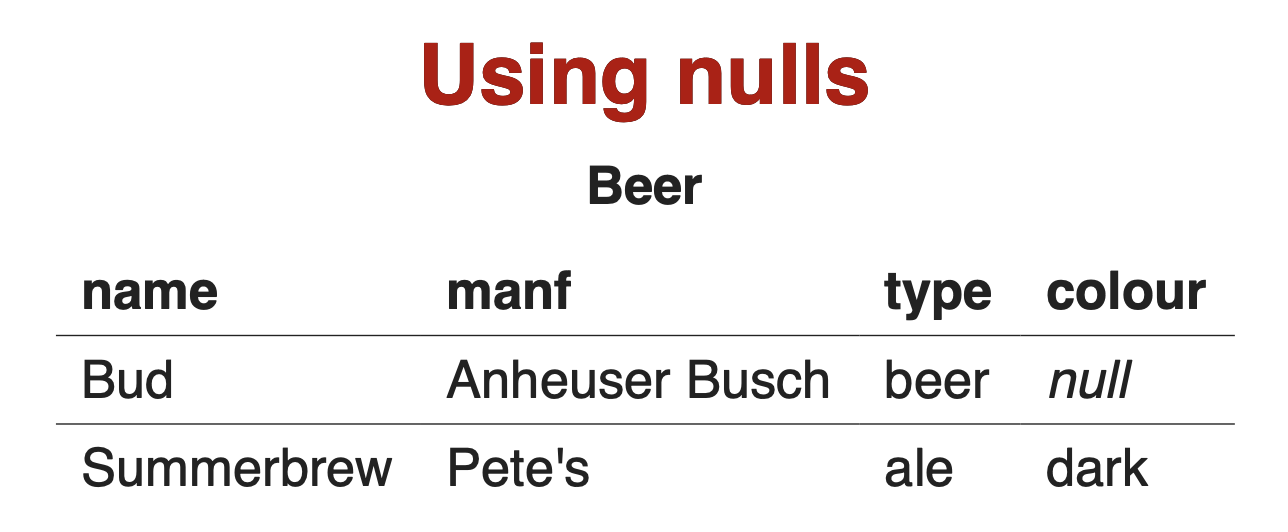 Using nulls
Beer
name manf type colour
Bud Anheuser Busch beer null
Summerbrew Pete's ale dark